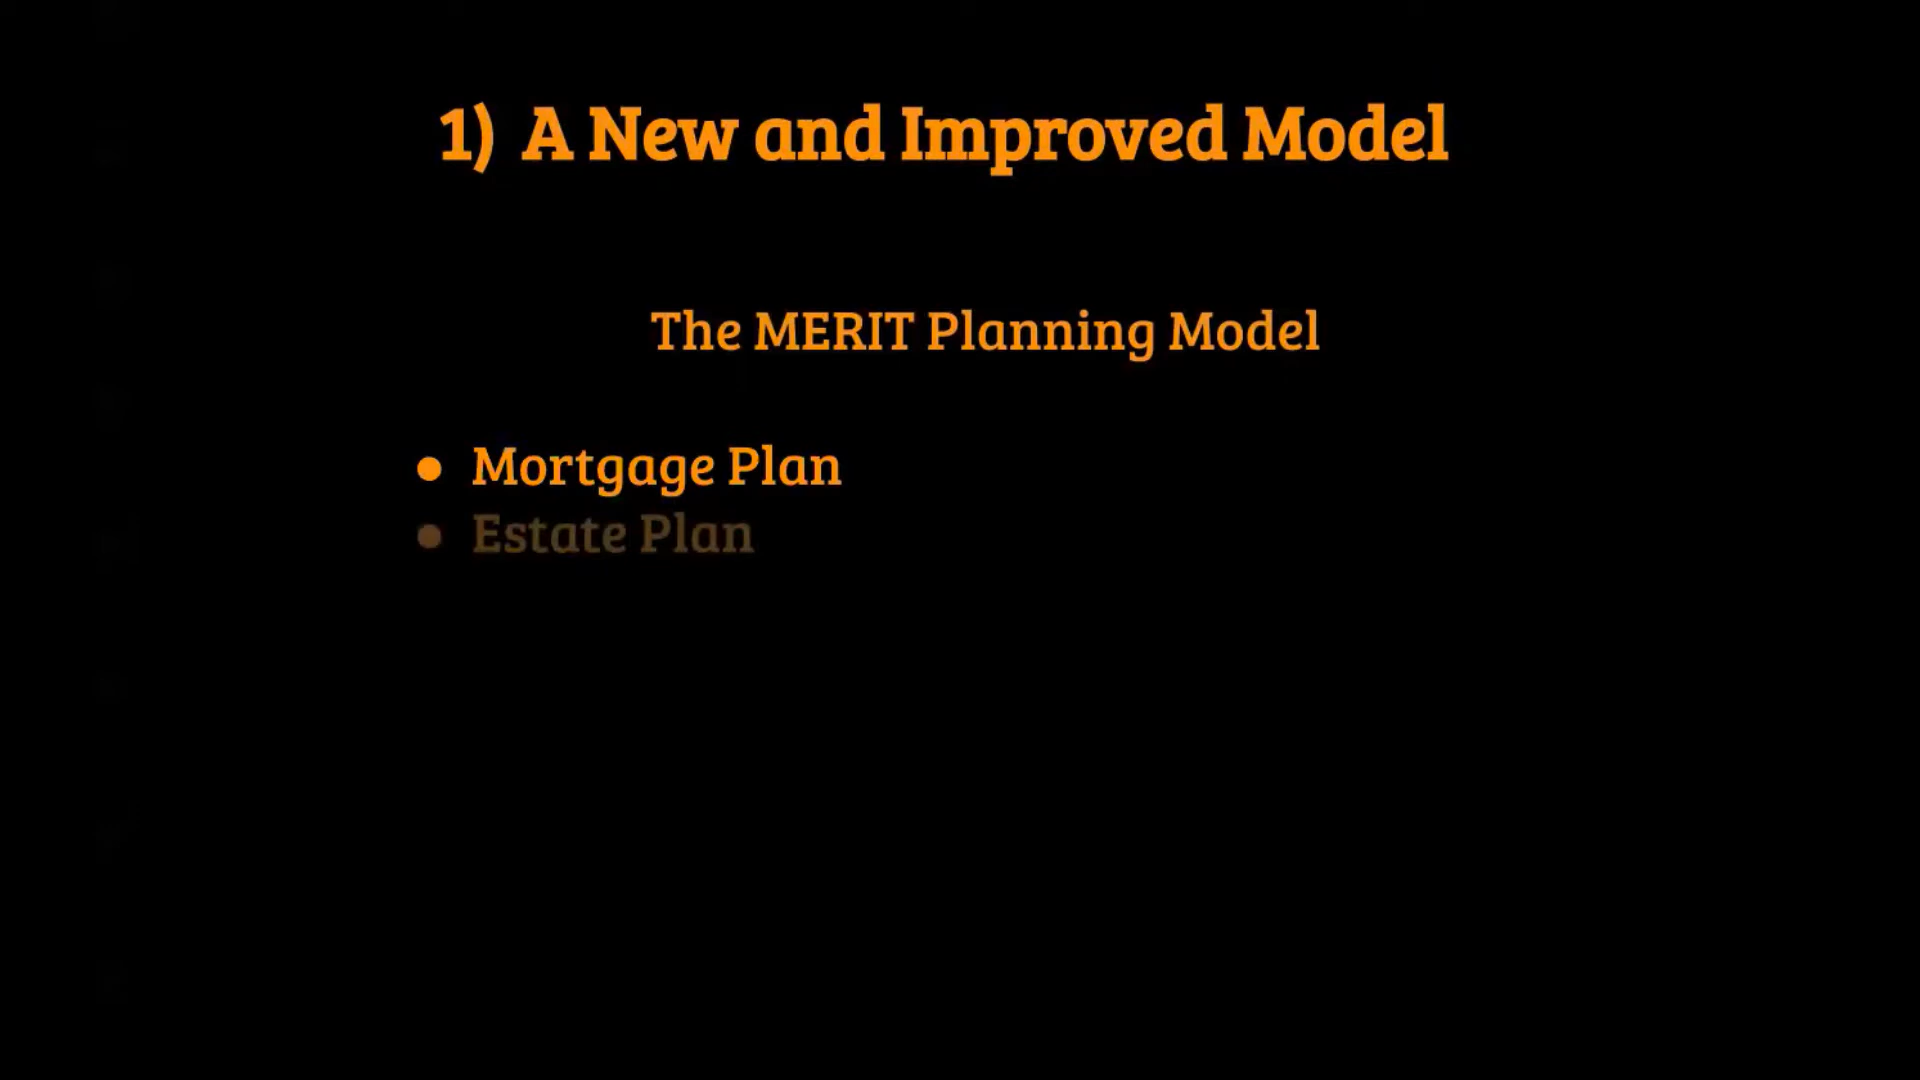 1) A New and Improved Model
The MERIT Planning Model
● Mortgage Plan
● Estate Plan